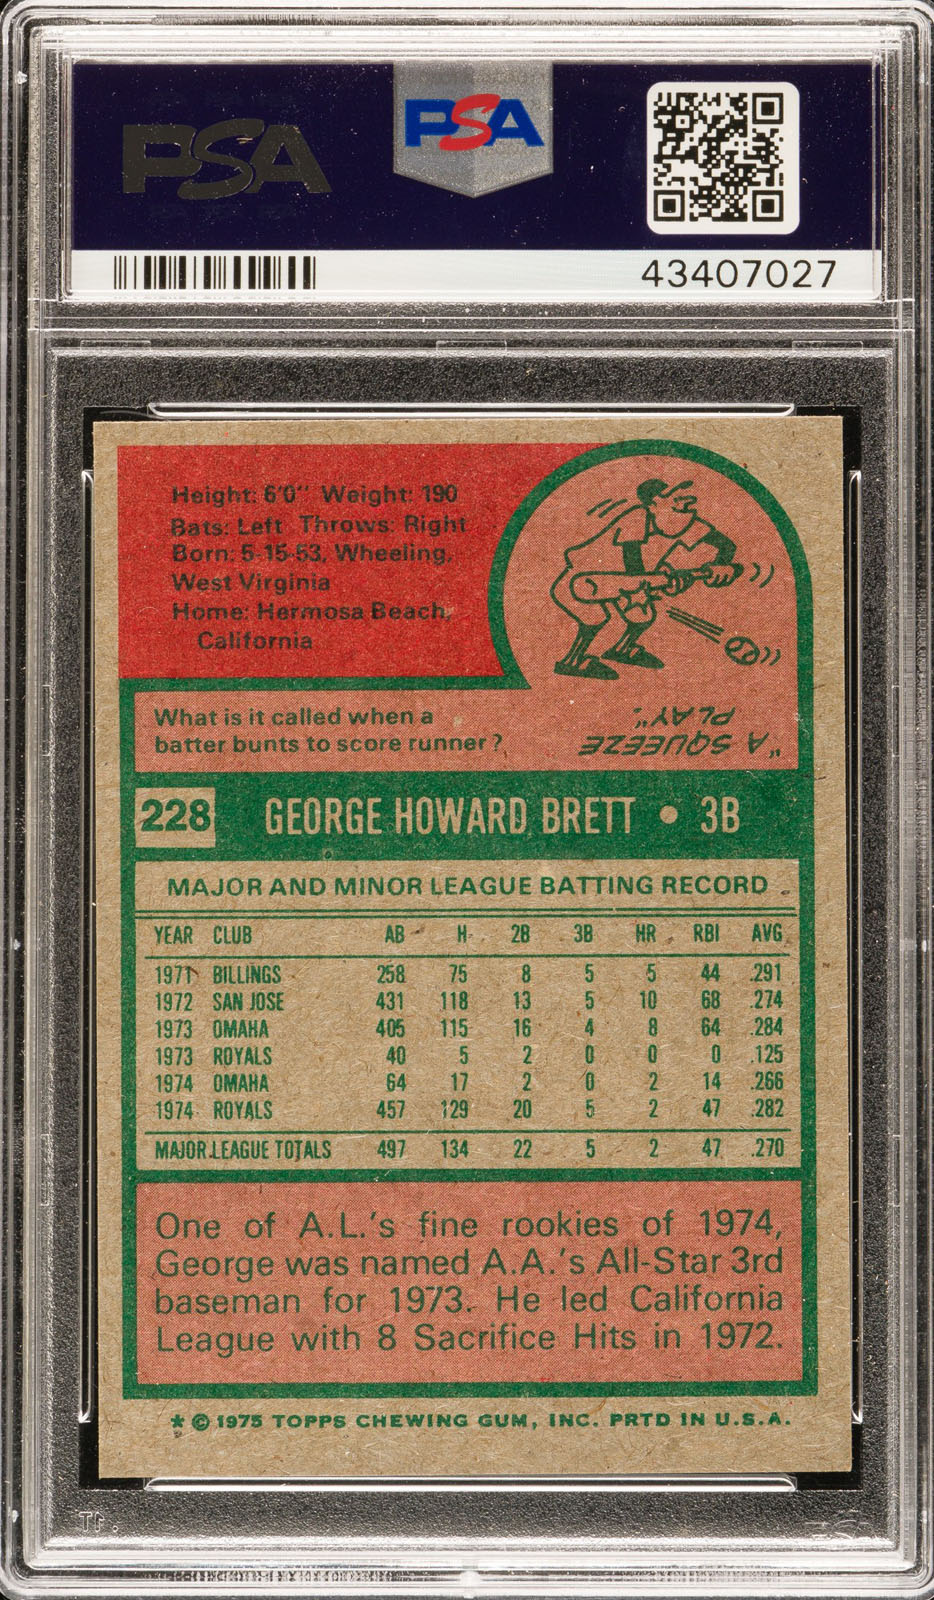 PSA
PSA
43407027
Height: 6'0" Weight: 190
Bats: Left Throws: Right
Born: 5-15-53, Wheeling,
West Virginia
Home: Hermosa Beach,
California
What is it called when a
batter bunts to score runner?
"A SQUEEZE
PLAY".
228 GEORGE HOWARD BRETT • 3B
MAJOR AND MINOR LEAGUE BATTING RECORD
YEAR CLUB AB H 2B 3B HR RBI AVG
1971 BILLINGS 258 75 8 5 5 44 .291
1972 SAN JOSE 431 118 13 5 10 68 .274
1973 OMAHA 405 115 16 4 8 64 .284
1973 ROYALS 40 5 2 0 0 0 .125
1974 OMAHA 64 17 2 0 2 14 .266
1974 ROYALS 457 129 20 5 2 47 .282
MAJOR LEAGUE TOTALS 497 134 22 5 2 47 .270
One of A.L.'s fine rookies of 1974,
George was named A.A.'s All-Star 3rd
baseman for 1973. He led California
League with 8 Sacrifice Hits in 1972.
* © 1975 TOPPS CHEWING GUM, INC. PRTD IN U.S.A.